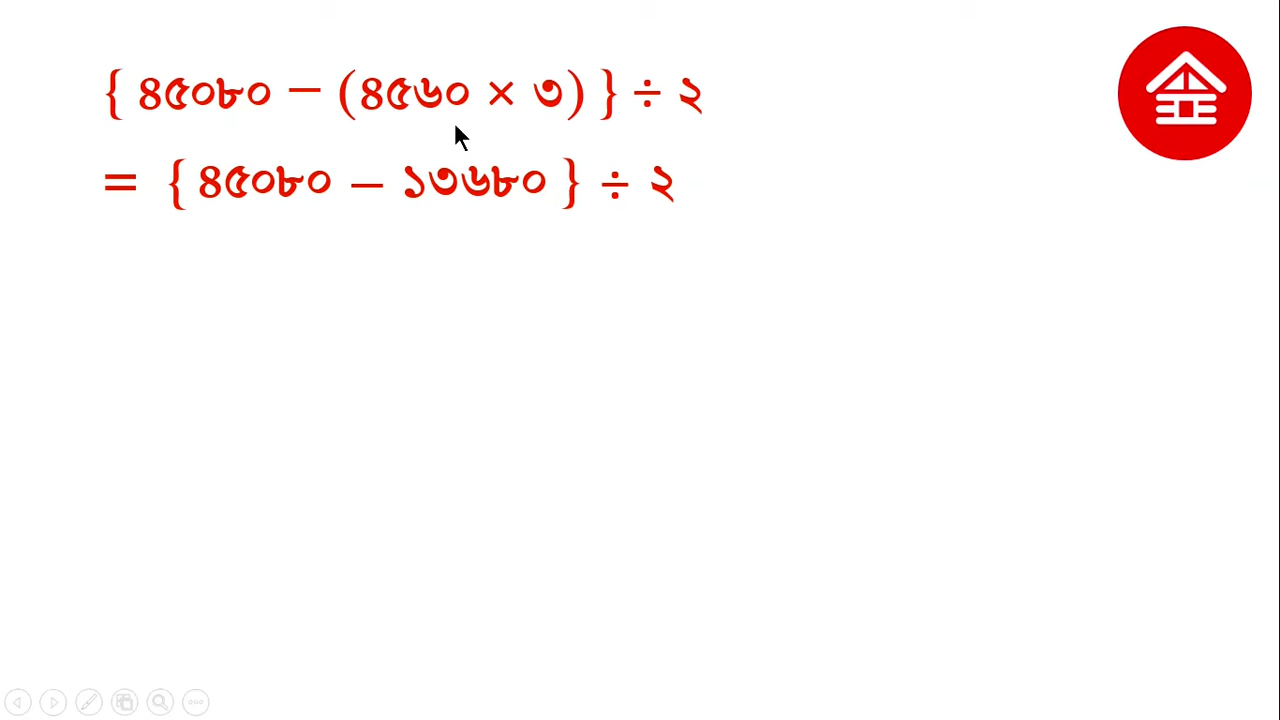 { ৪৫০৮০ − (৪৫৬০ × ৩) } ÷ ২
= { ৪৫০৮০ − ১৩৬৮০ } ÷ ২